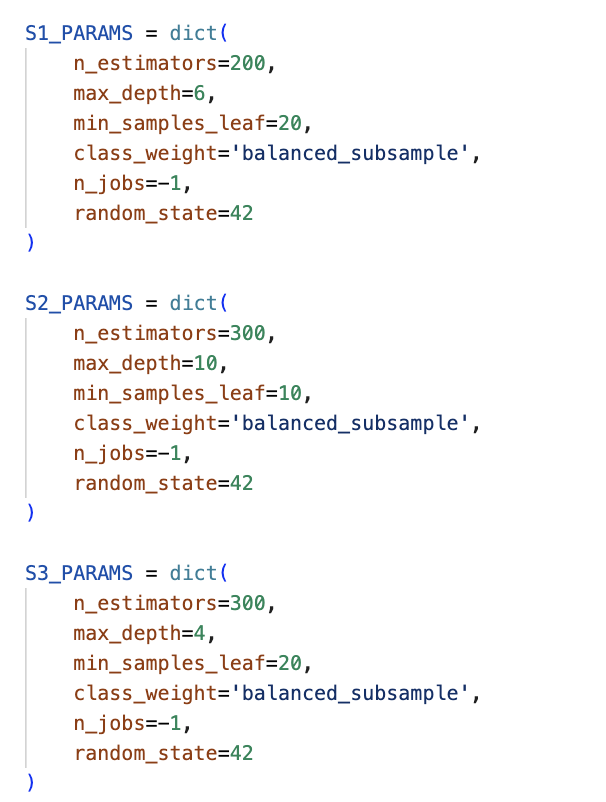 S1_PARAMS = dict(
    n_estimators=200,
    max_depth=6,
    min_samples_leaf=20,
    class_weight='balanced_subsample',
    n_jobs=-1,
    random_state=42
)

S2_PARAMS = dict(
    n_estimators=300,
    max_depth=10,
    min_samples_leaf=10,
    class_weight='balanced_subsample',
    n_jobs=-1,
    random_state=42
)

S3_PARAMS = dict(
    n_estimators=300,
    max_depth=4,
    min_samples_leaf=20,
    class_weight='balanced_subsample',
    n_jobs=-1,
    random_state=42
)